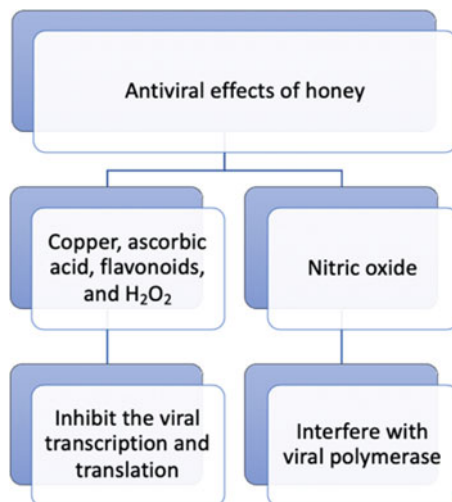 Antiviral effects of honey
Copper, ascorbic
acid, flavonoids,
and H₂O₂
Nitric oxide
Inhibit the viral
transcription and
translation
Interfere with
viral polymerase